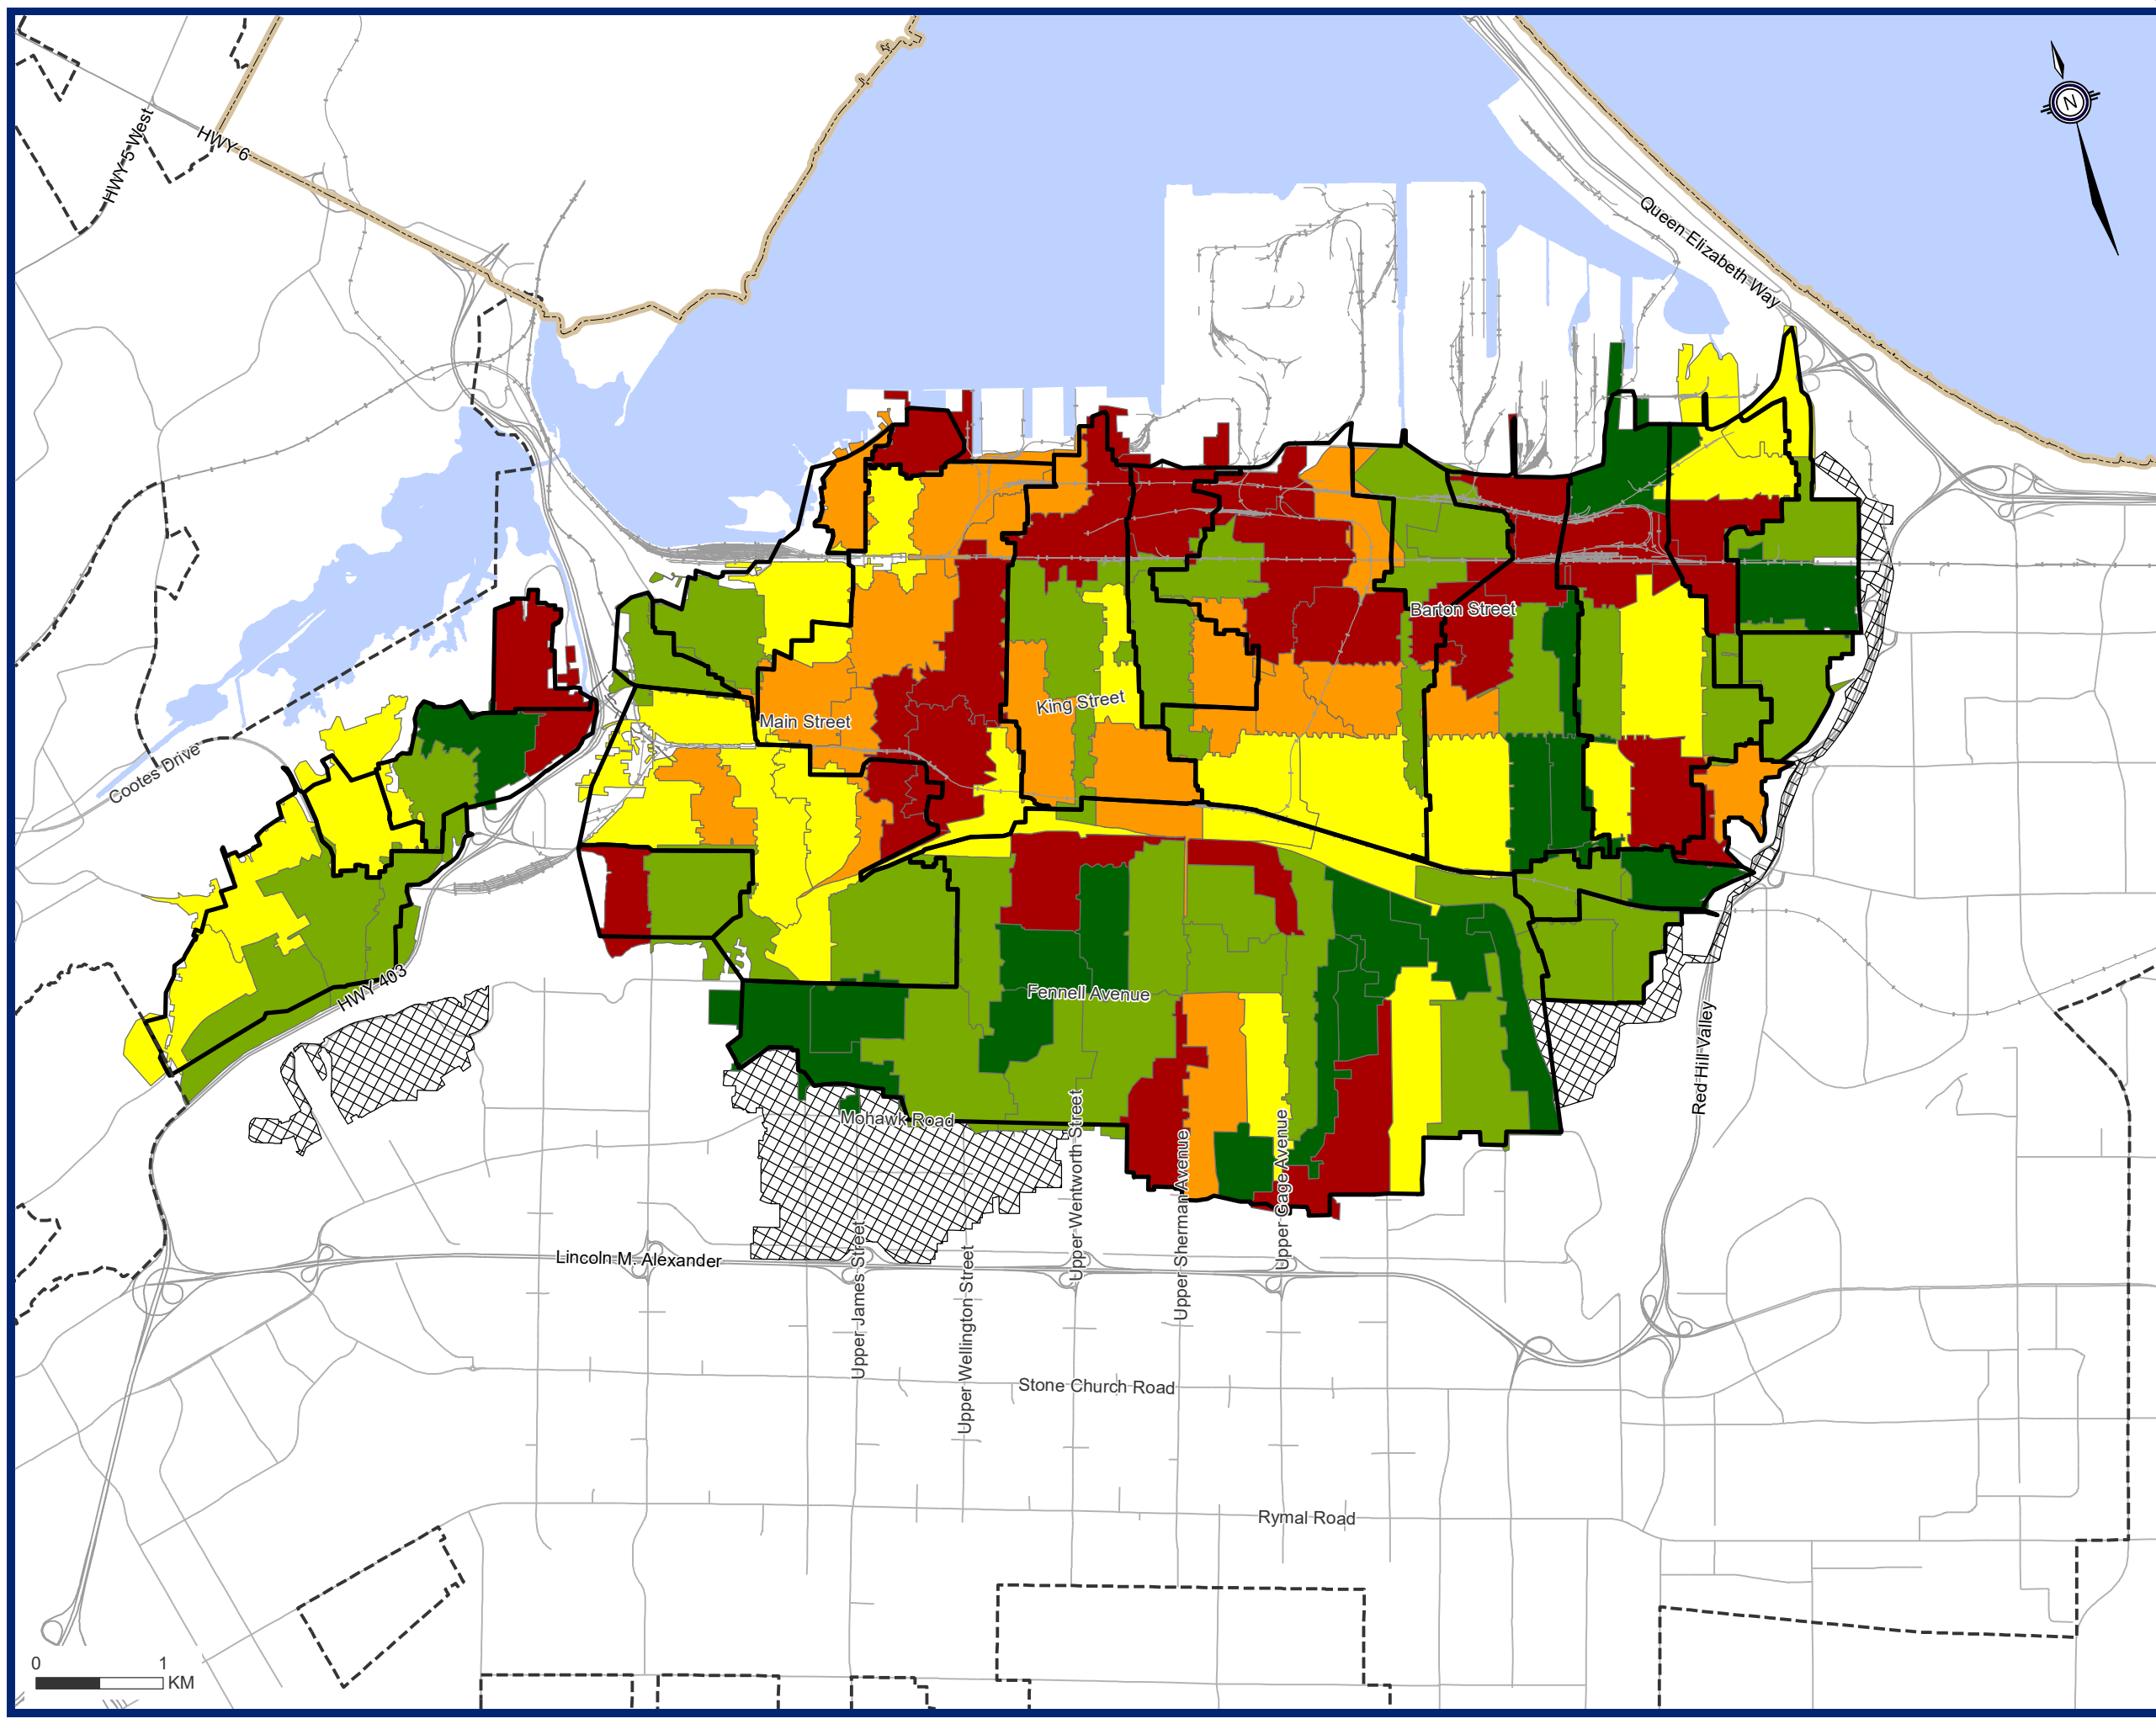 HWY 5 West
HWY 6
N
Queen Elizabeth Way
Barton Street
King Street
Main Street
Cootes Drive
HWY 403
Fennell Avenue
Mohawk Road
Red Hill Valley
Upper Wentworth Street
Upper Sherman Avenue
Upper Gage Avenue
Upper James Street
Upper Wellington Street
Lincoln M. Alexander
Stone Church Road
Rymal Road
0 1
KM